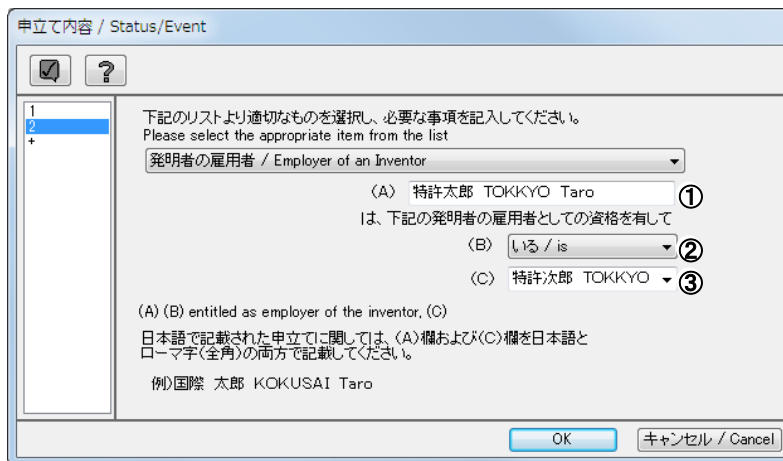 申立て内容 / Status/Event
?
1
2
+
下記のリストより適切なものを選択し、必要な事項を記入してください。
Please select the appropriate item from the list
発明者の雇用者 / Employer of an Inventor
(A) 特許太郎 TOKKYO Taro ①
は、下記の発明者の雇用者としての資格を有して
(B) いる / is ②
(C) 特許次郎 TOKKYO ③
(A) (B) entitled as employer of the inventor, (C)
日本語で記載された申立てに関しては、(A)欄および(C)欄を日本語と
ローマ字(全角)の両方で記載してください。
例)国際 太郎 KOKUSAI Taro
OK
キャンセル / Cancel